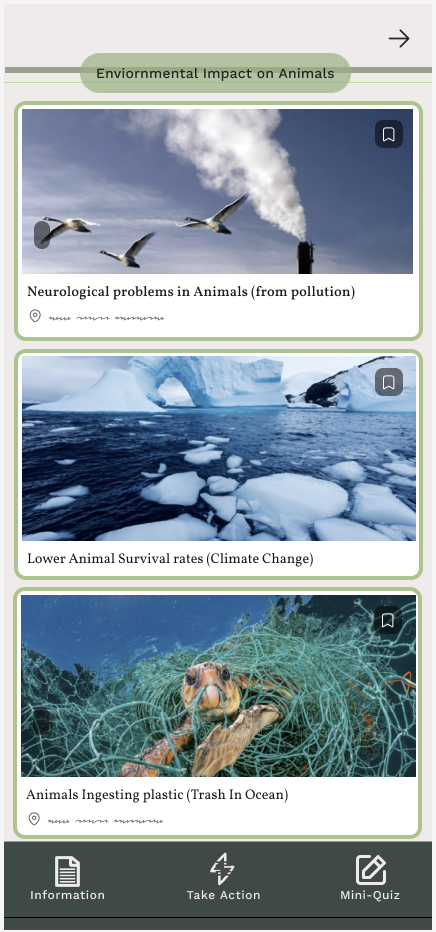 Enviornmental Impact on Animals
Neurological problems in Animals (from pollution)
Lower Animal Survival rates (Climate Change)
Animals Ingesting plastic (Trash In Ocean)
Information
Take Action
Mini-Quiz